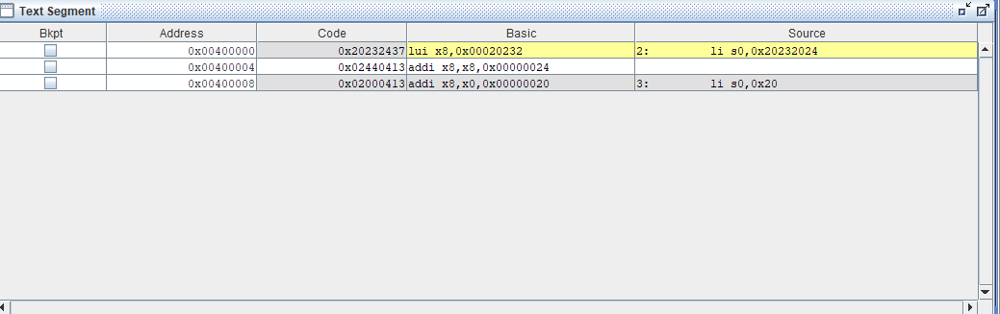 Text Segment
Bkpt Address Code Basic Source
0x00400000 0x20232437 lui x8,0x00020232 2: li s0,0x20232024
0x00400004 0x02440413 addi x8,x8,0x00000024
0x00400008 0x02000413 addi x8,x0,0x00000020 3: li s0,0x20